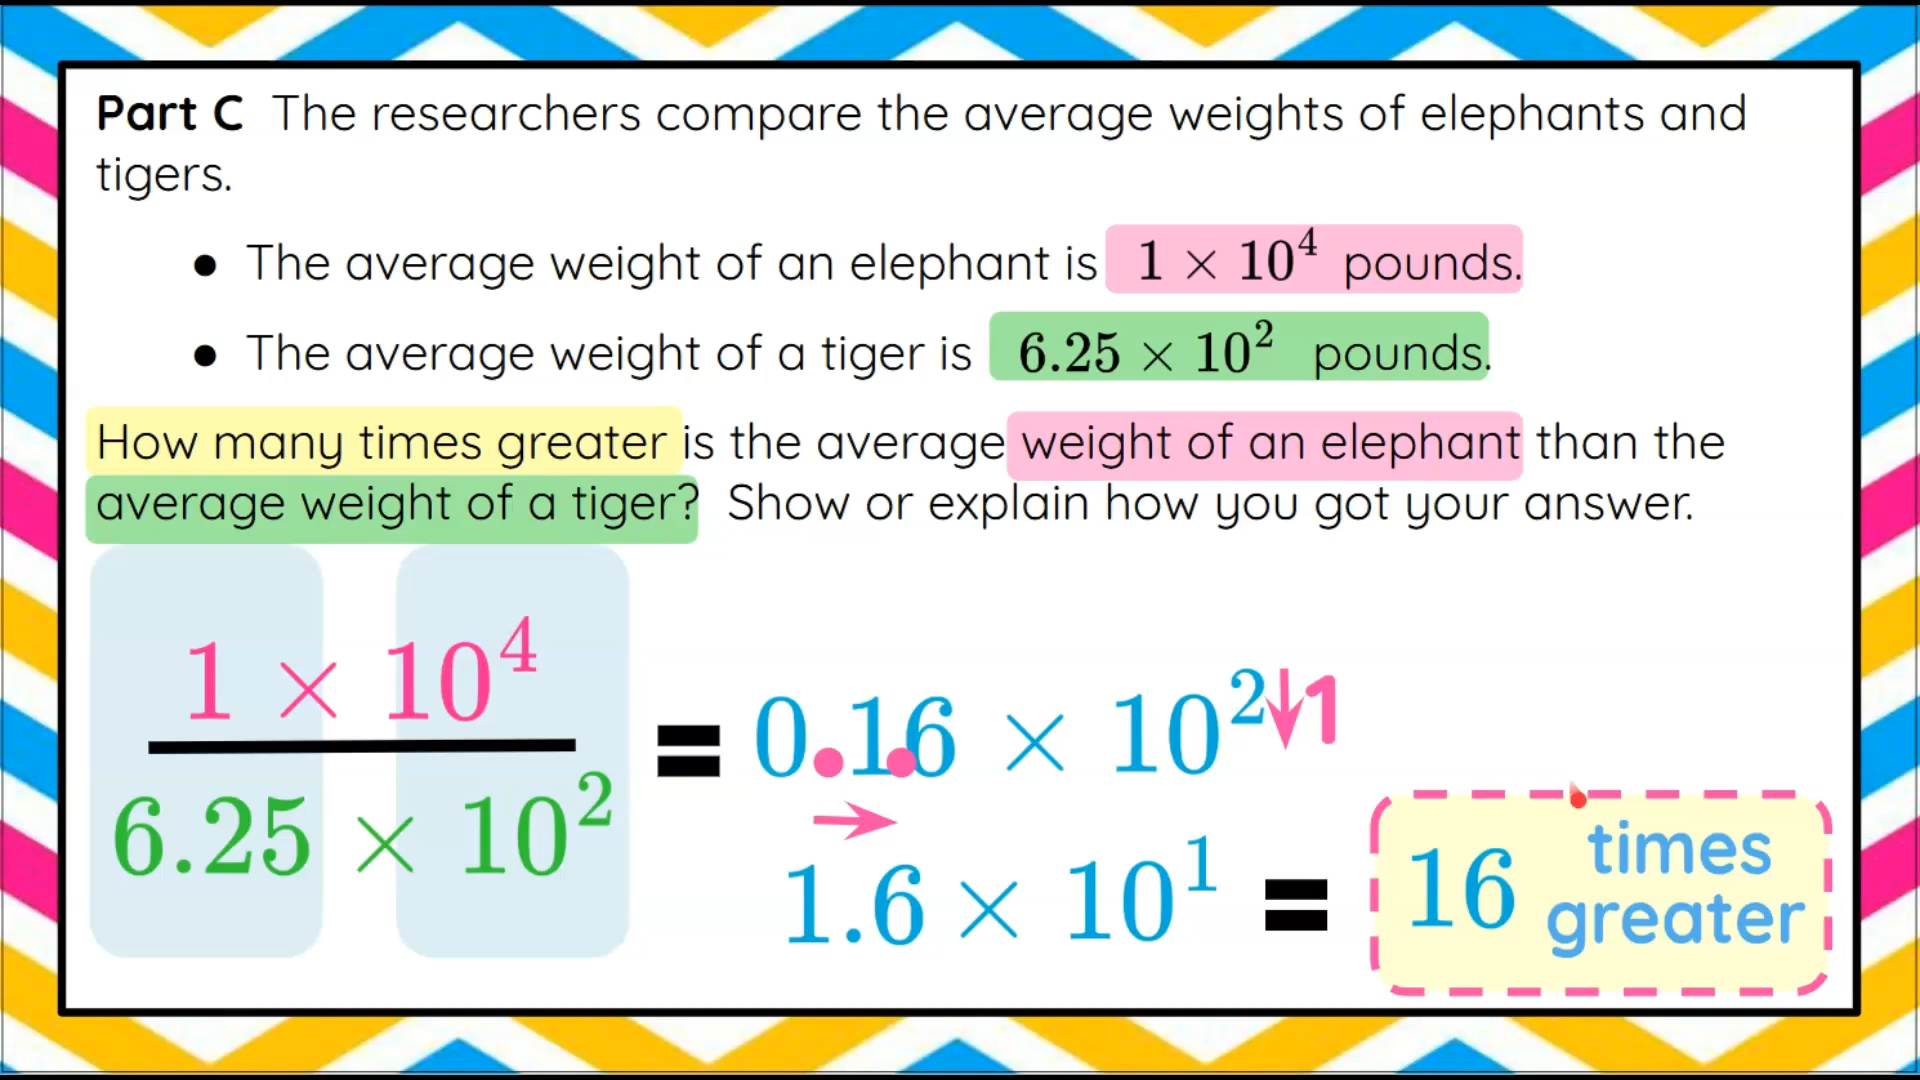 Part C The researchers compare the average weights of elephants and
tigers.
● The average weight of an elephant is 1 × 10⁴ pounds.
● The average weight of a tiger is 6.25 × 10² pounds.
How many times greater is the average weight of an elephant than the
average weight of a tiger? Show or explain how you got your answer.
1 × 10⁴
6.25 × 10²
= 0.1.6 × 10² ↓1
→
1.6 × 10¹ = 16 times greater